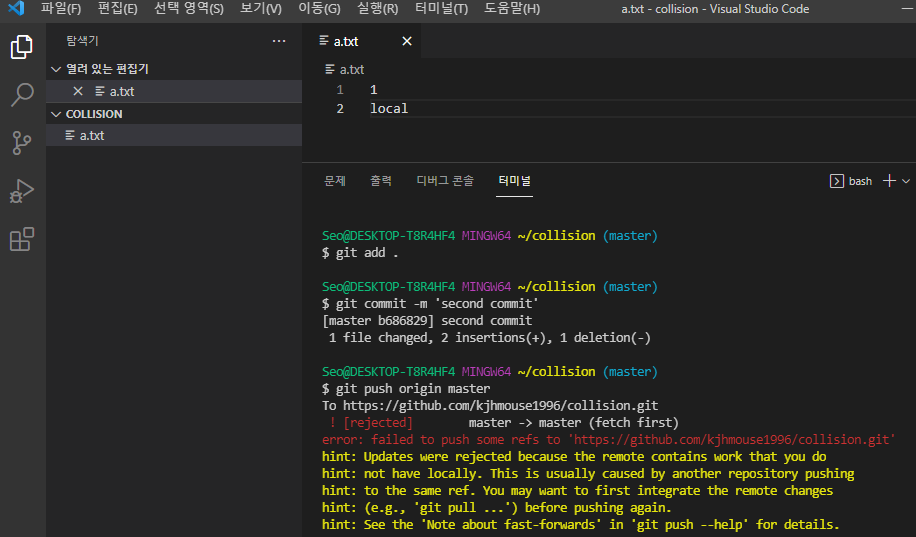 파일(F) 편집(E) 선택 영역(S) 보기(V) 이동(G) 실행(R) 터미널(T) 도움말(H) a.txt - collision - Visual Studio Code
탐색기 ···
열려 있는 편집기
a.txt
COLLISION
a.txt
a.txt
a.txt
1 1
2 local
문제 출력 디버그 콘솔 터미널 bash
Seo@DESKTOP-T8R4HF4 MINGW64 ~/collision (master)
$ git add .
Seo@DESKTOP-T8R4HF4 MINGW64 ~/collision (master)
$ git commit -m 'second commit'
[master b686829] second commit
1 file changed, 2 insertions(+), 1 deletion(-)
Seo@DESKTOP-T8R4HF4 MINGW64 ~/collision (master)
$ git push origin master
To https://github.com/kjhmouse1996/collision.git
! [rejected] master -> master (fetch first)
error: failed to push some refs to 'https://github.com/kjhmouse1996/collision.git'
hint: Updates were rejected because the remote contains work that you do
hint: not have locally. This is usually caused by another repository pushing
hint: to the same ref. You may want to first integrate the remote changes
hint: (e.g., 'git pull ...') before pushing again.
hint: See the 'Note about fast-forwards' in 'git push --help' for details.